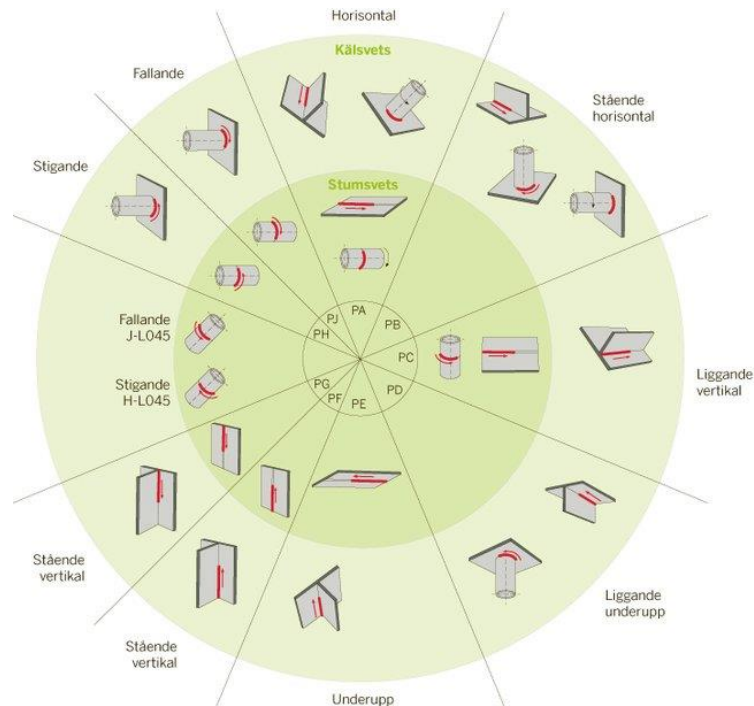 Horisontal
Kälsvets
Fallande
Stående
horisontal
Stigande
Stumsvets
Fallande
J-L045
PJ
PA
PB
PH
PC
Stigande
H-L045
PG
PF
PE
PD
Liggande
vertikal
Stående
vertikal
Liggande
underupp
Stående
vertikal
Underupp